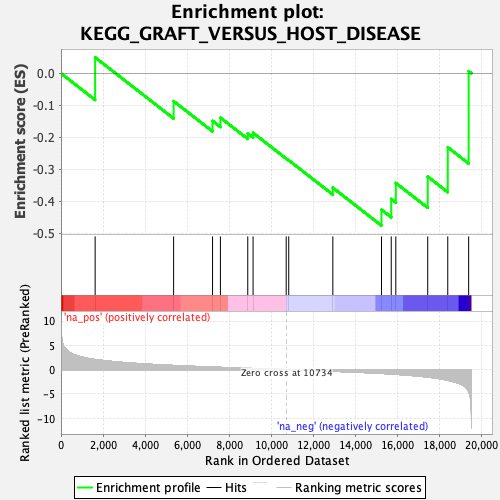 Enrichment plot:
KEGG_GRAFT_VERSUS_HOST_DISEASE
Enrichment score (ES)
0.0
-0.1
-0.2
-0.3
-0.4
-0.5
'na_pos' (positively correlated)
Ranked list metric (PreRanked)
10
5
0
-5
-10
Zero cross at 10734
'na_neg' (negatively correlated)
0 2,000 4,000 6,000 8,000 10,000 12,000 14,000 16,000 18,000 20,000
Rank in Ordered Dataset
Enrichment profile Hits Ranking metric scores